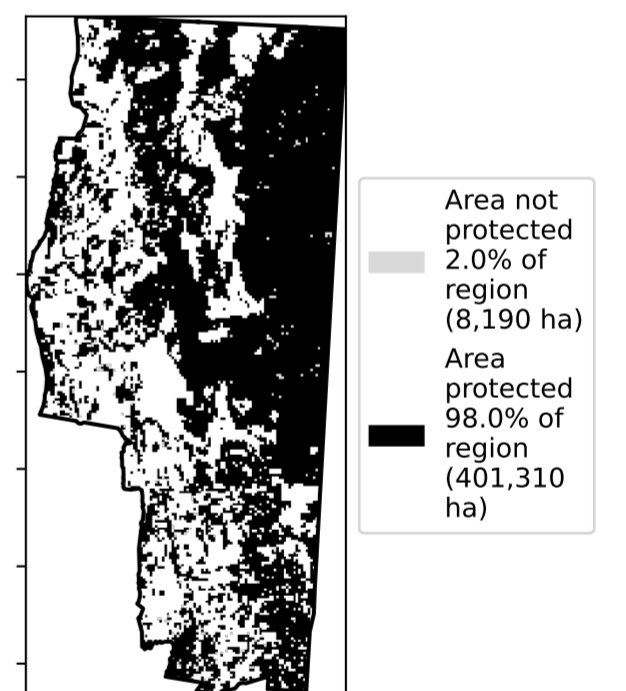 Area not
protected
2.0% of
region
(8,190 ha)
Area
protected
98.0% of
region
(401,310
ha)